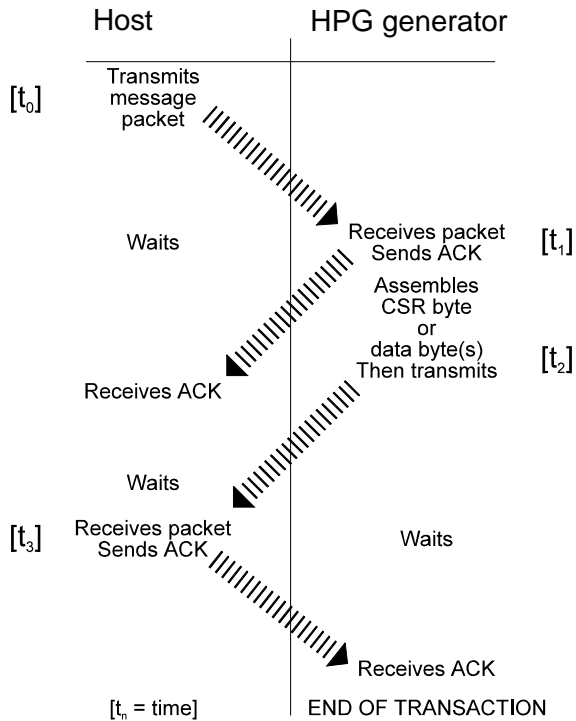 Host HPG generator
Transmits
message
packet
[t₀]
Waits
Receives packet
Sends ACK
[t₁]
Assembles
CSR byte
or
data byte(s)
Then transmits
[t₂]
Receives ACK
Waits
[t₃]
Receives packet
Sends ACK
Waits
Receives ACK
[tₙ = time]
END OF TRANSACTION